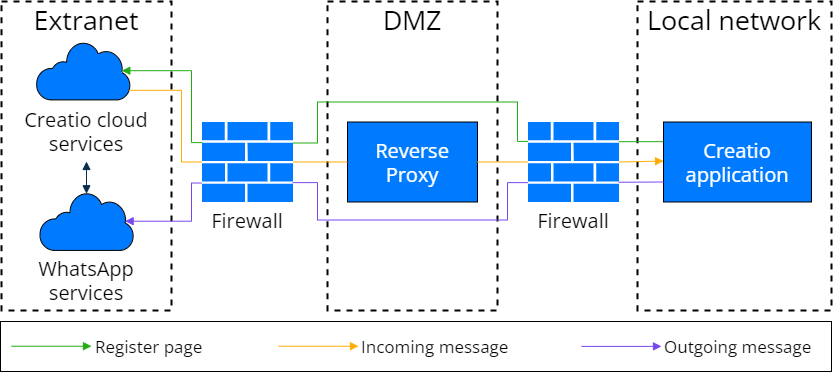 Extranet
DMZ
Local network
Creatio cloud
services
Reverse
Proxy
Creatio
application
Firewall
Firewall
WhatsApp
services
Register page
Incoming message
Outgoing message